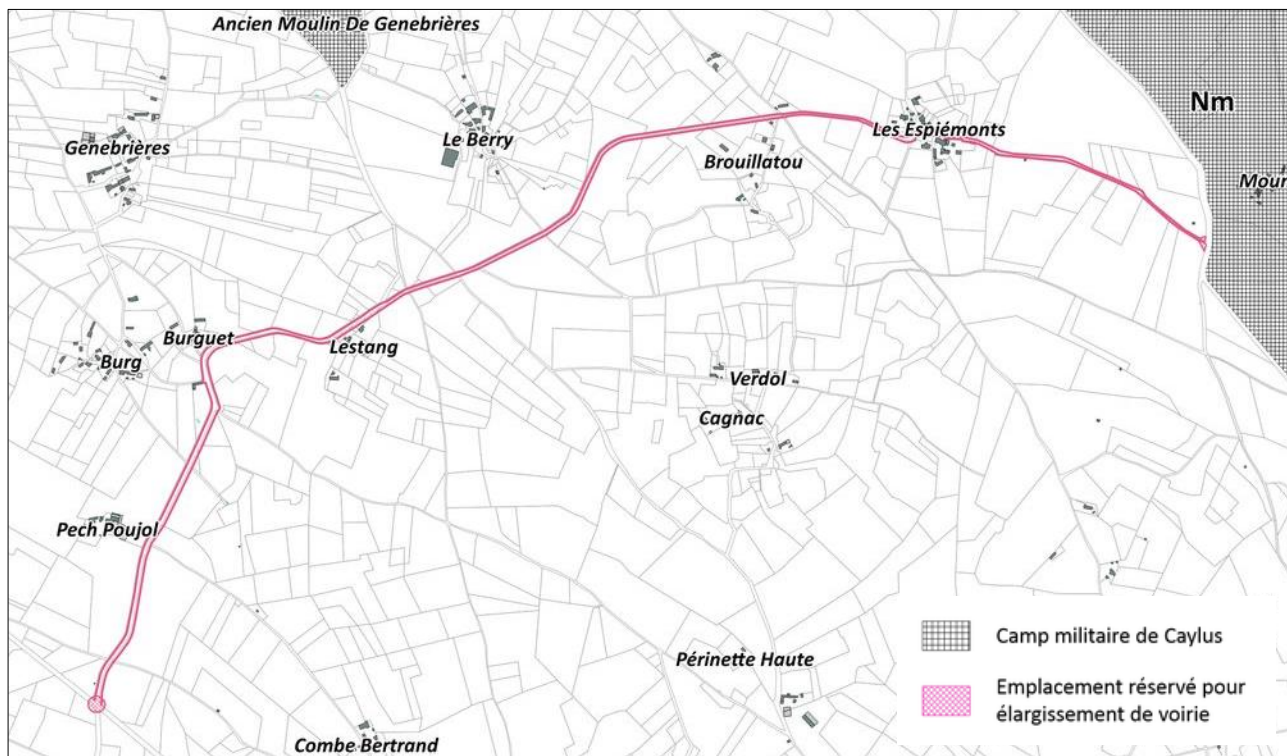 Ancien Moulin De Genebrières
Nm
Le Berry
Les Espiémonts
Genebrières
Brouillatou
Mour
Burguet
Lestang
Burg
Verdol
Cagnac
Pech Poujol
Périnette Haute
Combe Bertrand
Camp militaire de Caylus
Emplacement réservé pour
élargissement de voirie